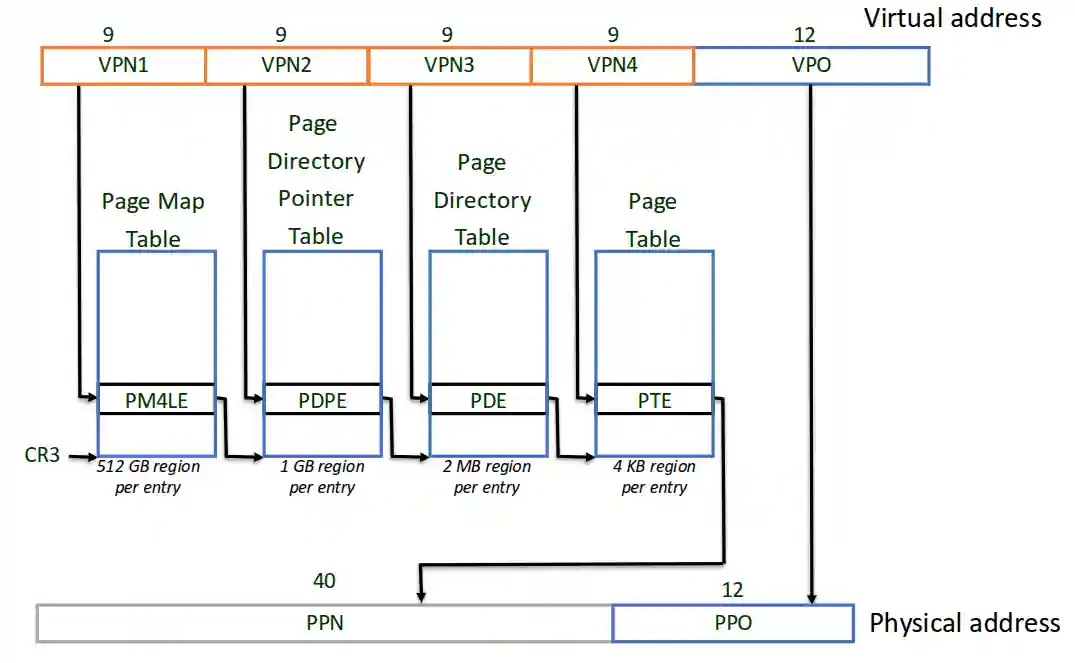 Virtual address
9 9 9 9 12
VPN1 VPN2 VPN3 VPN4 VPO
Page Map
Table
Page
Directory
Pointer
Table
Page
Directory
Table
Page
Table
PM4LE PDPE PDE PTE
CR3
512 GB region
per entry
1 GB region
per entry
2 MB region
per entry
4 KB region
per entry
40 12
PPN PPO
Physical address